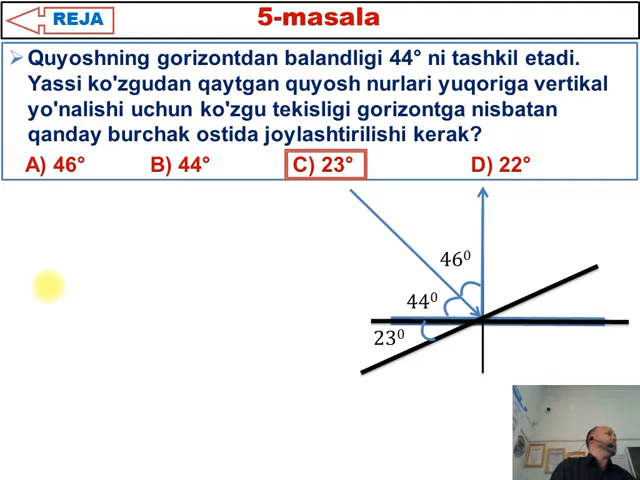 REJA
5-masala
Quyoshning gorizontdan balandligi 44° ni tashkil etadi.
Yassi ko'zgudan qaytgan quyosh nurlari yuqoriga vertikal
yo'nalishi uchun ko'zgu tekisligi gorizontga nisbatan
qanday burchak ostida joylashtirilishi kerak?
A) 46° B) 44° C) 23° D) 22°
46⁰
44⁰
23⁰